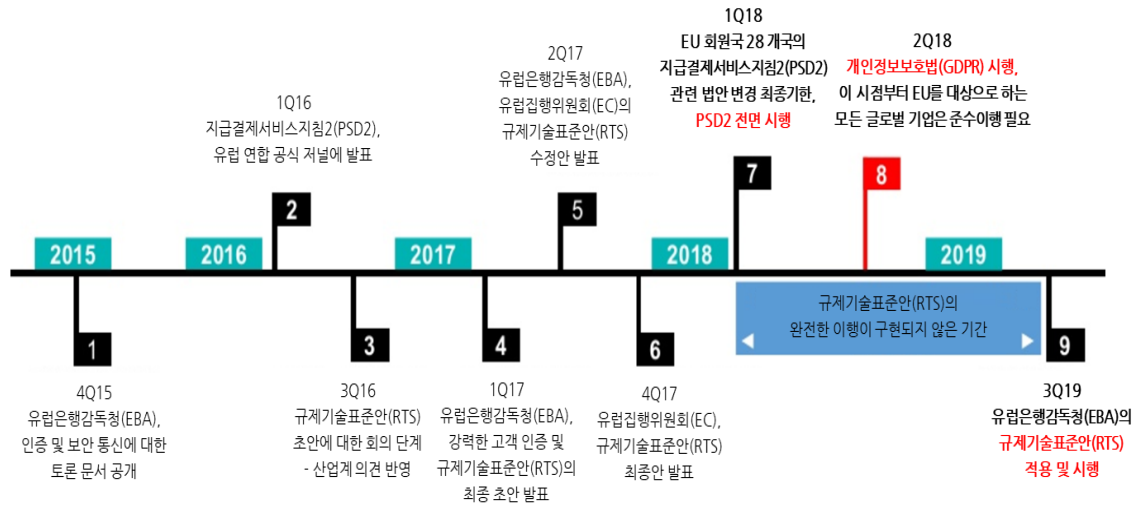 1Q16
지급결제서비스지침2(PSD2),
유럽 연합 공식 저널에 발표
2Q17
유럽은행감독청(EBA),
유럽집행위원회(EC)의
규제기술표준안(RTS)
수정안 발표
1Q18
EU 회원국 28 개국의
지급결제서비스지침2(PSD2)
관련 법안 변경 최종기한,
PSD2 전면 시행
2Q18
개인정보보호법(GDPR) 시행,
이 시점부터 EU를 대상으로 하는
모든 글로벌 기업은 준수이행 필요
2
5
7
8
2015
2016
2017
2018
2019
규제기술표준안(RTS)의
완전한 이행이 구현되지 않은 기간
1
3
4
6
9
4Q15
유럽은행감독청(EBA),
인증 및 보안 통신에 대한
토론 문서 공개
3Q16
규제기술표준안(RTS)
초안에 대한 회의 단계
- 산업계 의견 반영
1Q17
유럽은행감독청(EBA),
강력한 고객 인증 및
규제기술표준안(RTS)의
최종 초안 발표
4Q17
유럽집행위원회(EC),
규제기술표준안(RTS)
최종안 발표
3Q19
유럽은행감독청(EBA)의
규제기술표준안(RTS)
적용 및 시행